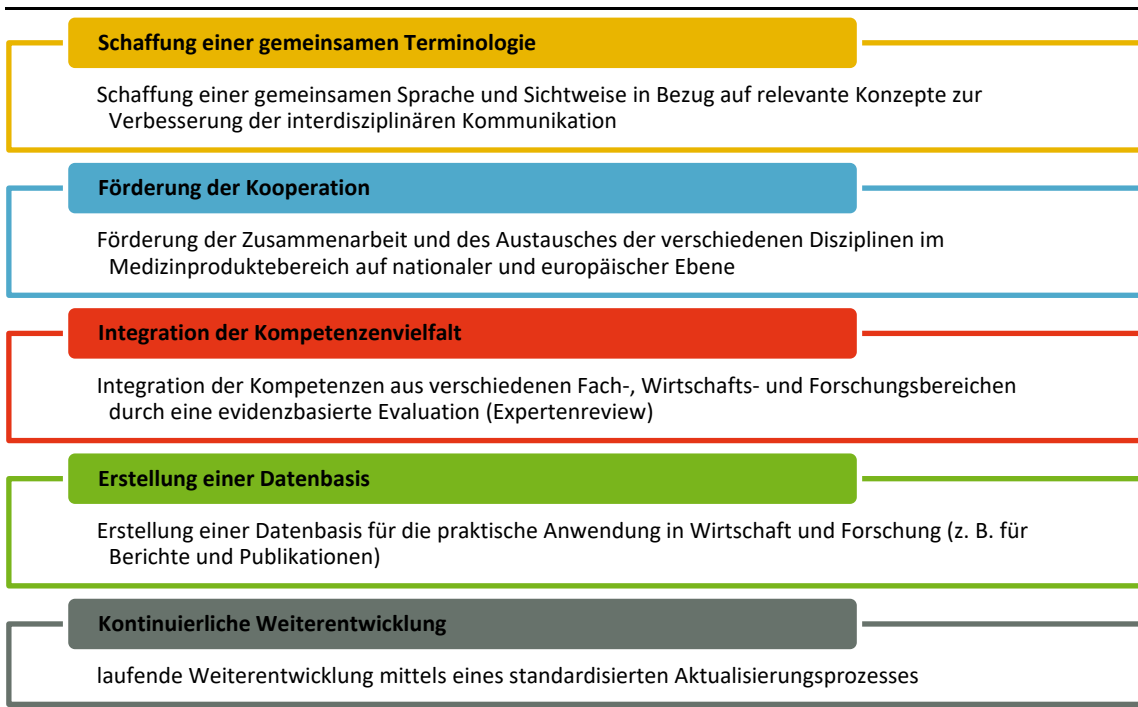 Schaffung einer gemeinsamen Terminologie
Schaffung einer gemeinsamen Sprache und Sichtweise in Bezug auf relevante Konzepte zur
Verbesserung der interdisziplinären Kommunikation
Förderung der Kooperation
Förderung der Zusammenarbeit und des Austausches der verschiedenen Disziplinen im
Medizinproduktebereich auf nationaler und europäischer Ebene
Integration der Kompetenzenvielfalt
Integration der Kompetenzen aus verschiedenen Fach-, Wirtschafts- und Forschungsbereichen
durch eine evidenzbasierte Evaluation (Expertenreview)
Erstellung einer Datenbasis
Erstellung einer Datenbasis für die praktische Anwendung in Wirtschaft und Forschung (z. B. für
Berichte und Publikationen)
Kontinuierliche Weiterentwicklung
laufende Weiterentwicklung mittels eines standardisierten Aktualisierungsprozesses